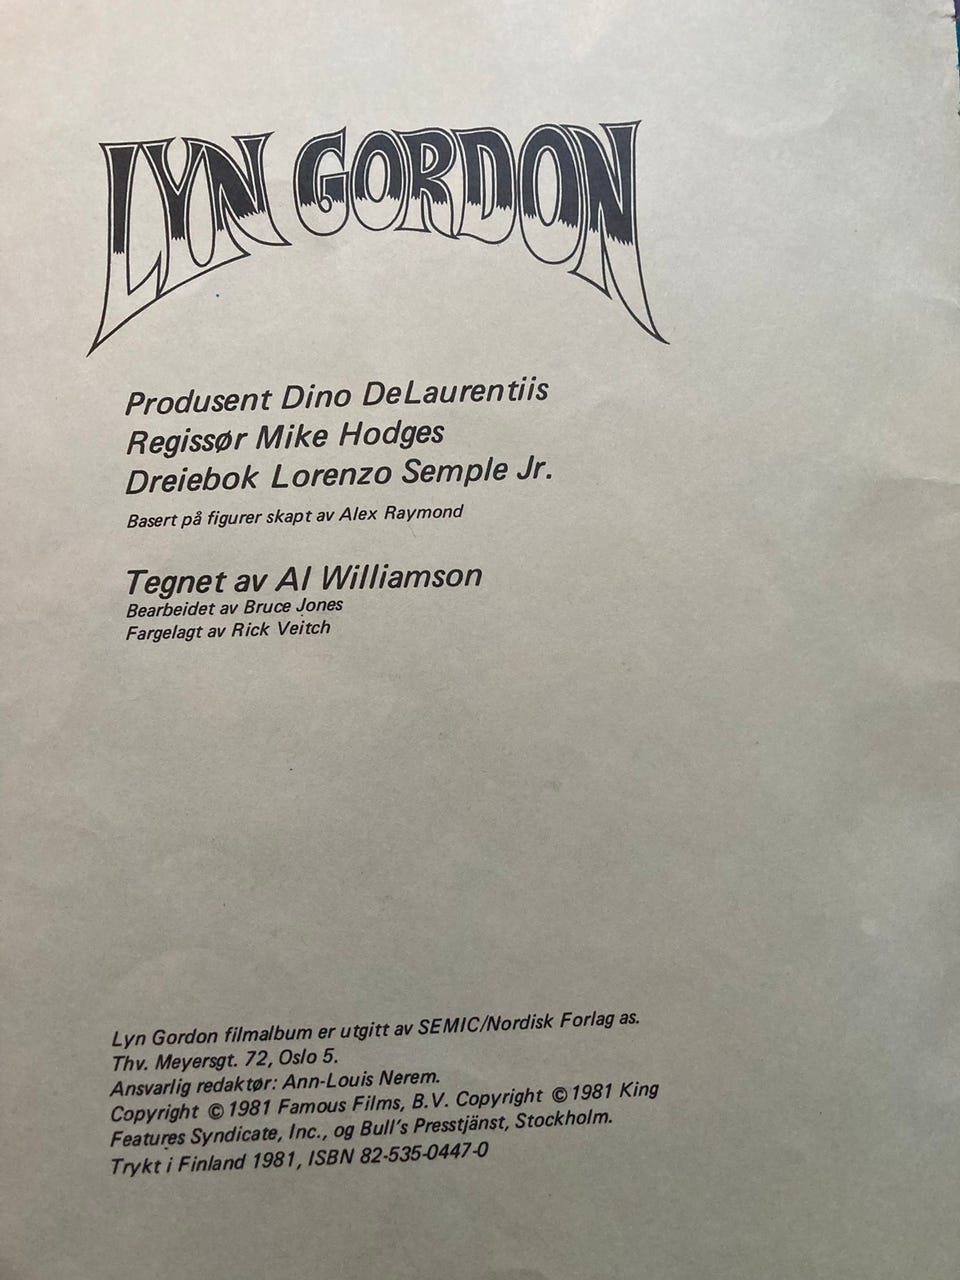 LYN GORDON
Produsent Dino DeLaurentiis
Regissør Mike Hodges
Dreiebok Lorenzo Semple Jr.
Basert på figurer skapt av Alex Raymond
Tegnet av Al Williamson
Bearbeidet av Bruce Jones
Fargelagt av Rick Veitch
Lyn Gordon filmalbum er utgitt av SEMIC/Nordisk Forlag as.
Thv. Meyersgt. 72, Oslo 5.
Ansvarlig redaktør: Ann-Louis Nerem.
Copyright ©1981 Famous Films, B.V. Copyright ©1981 King
Features Syndicate, Inc., og Bull's Presstjänst, Stockholm.
Trykt i Finland 1981, ISBN 82-535-0447-0